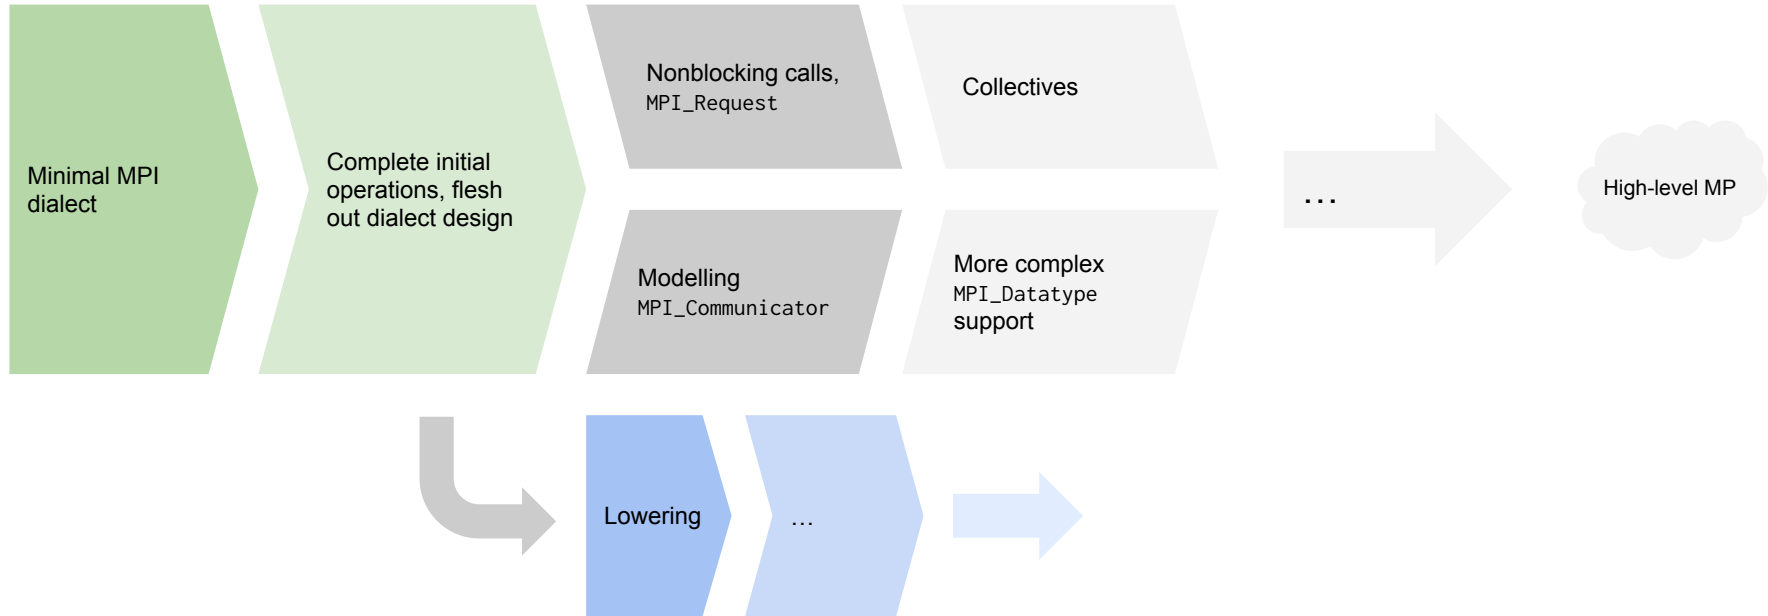 Minimal MPI
dialect
Complete initial
operations, flesh
out dialect design
Nonblocking calls,
MPI_Request
Collectives
Modelling
MPI_Communicator
More complex
MPI_Datatype
support
...
High-level MP
Lowering
...